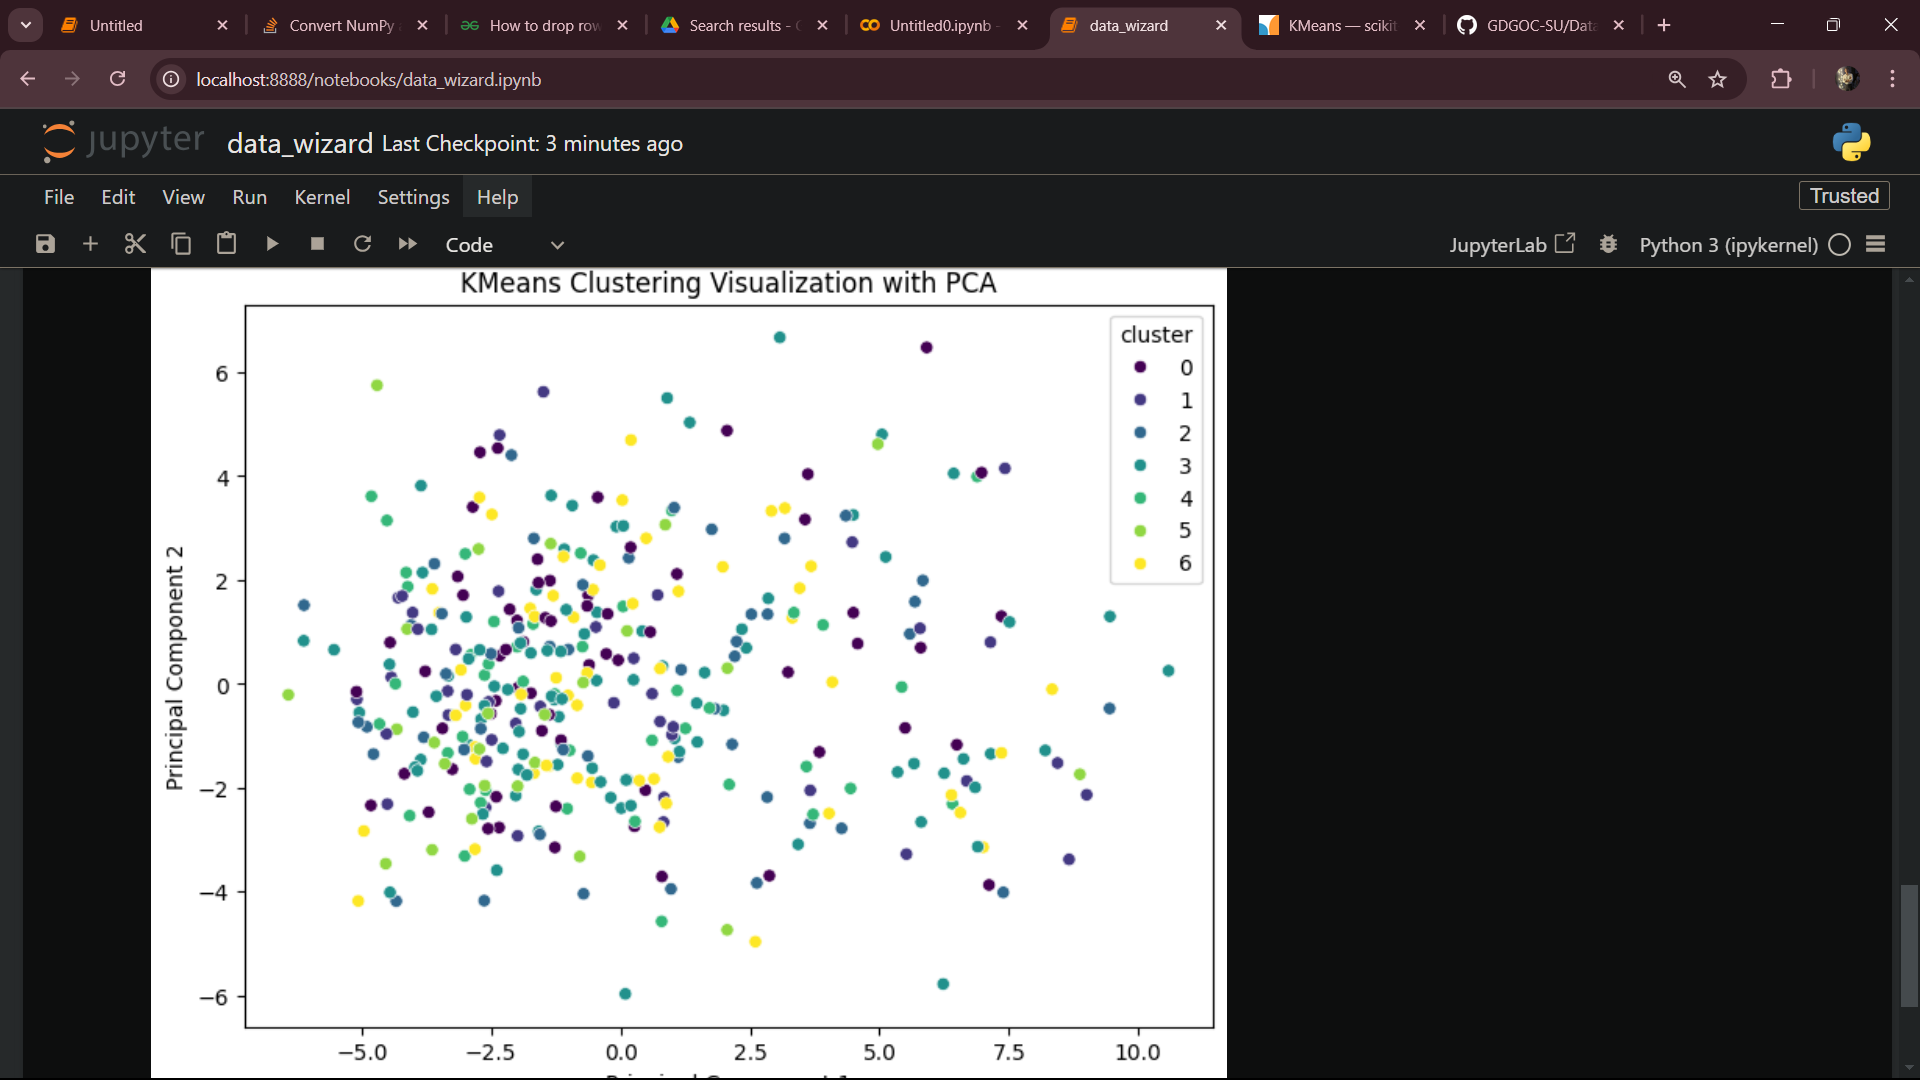 Untitled
Convert NumPy
How to drop row
Search results -
Untitled0.ipynb -
data_wizard
KMeans — scikit
GDGOC-SU/Data
localhost:8888/notebooks/data_wizard.ipynb
jupyter data_wizard Last Checkpoint: 3 minutes ago
File Edit View Run Kernel Settings Help
Trusted
Code
JupyterLab
Python 3 (ipykernel)
KMeans Clustering Visualization with PCA
cluster
0
1
2
3
4
5
6
Principal Component 2
6
4
2
0
−2
−4
−6
−5.0 −2.5 0.0 2.5 5.0 7.5 10.0